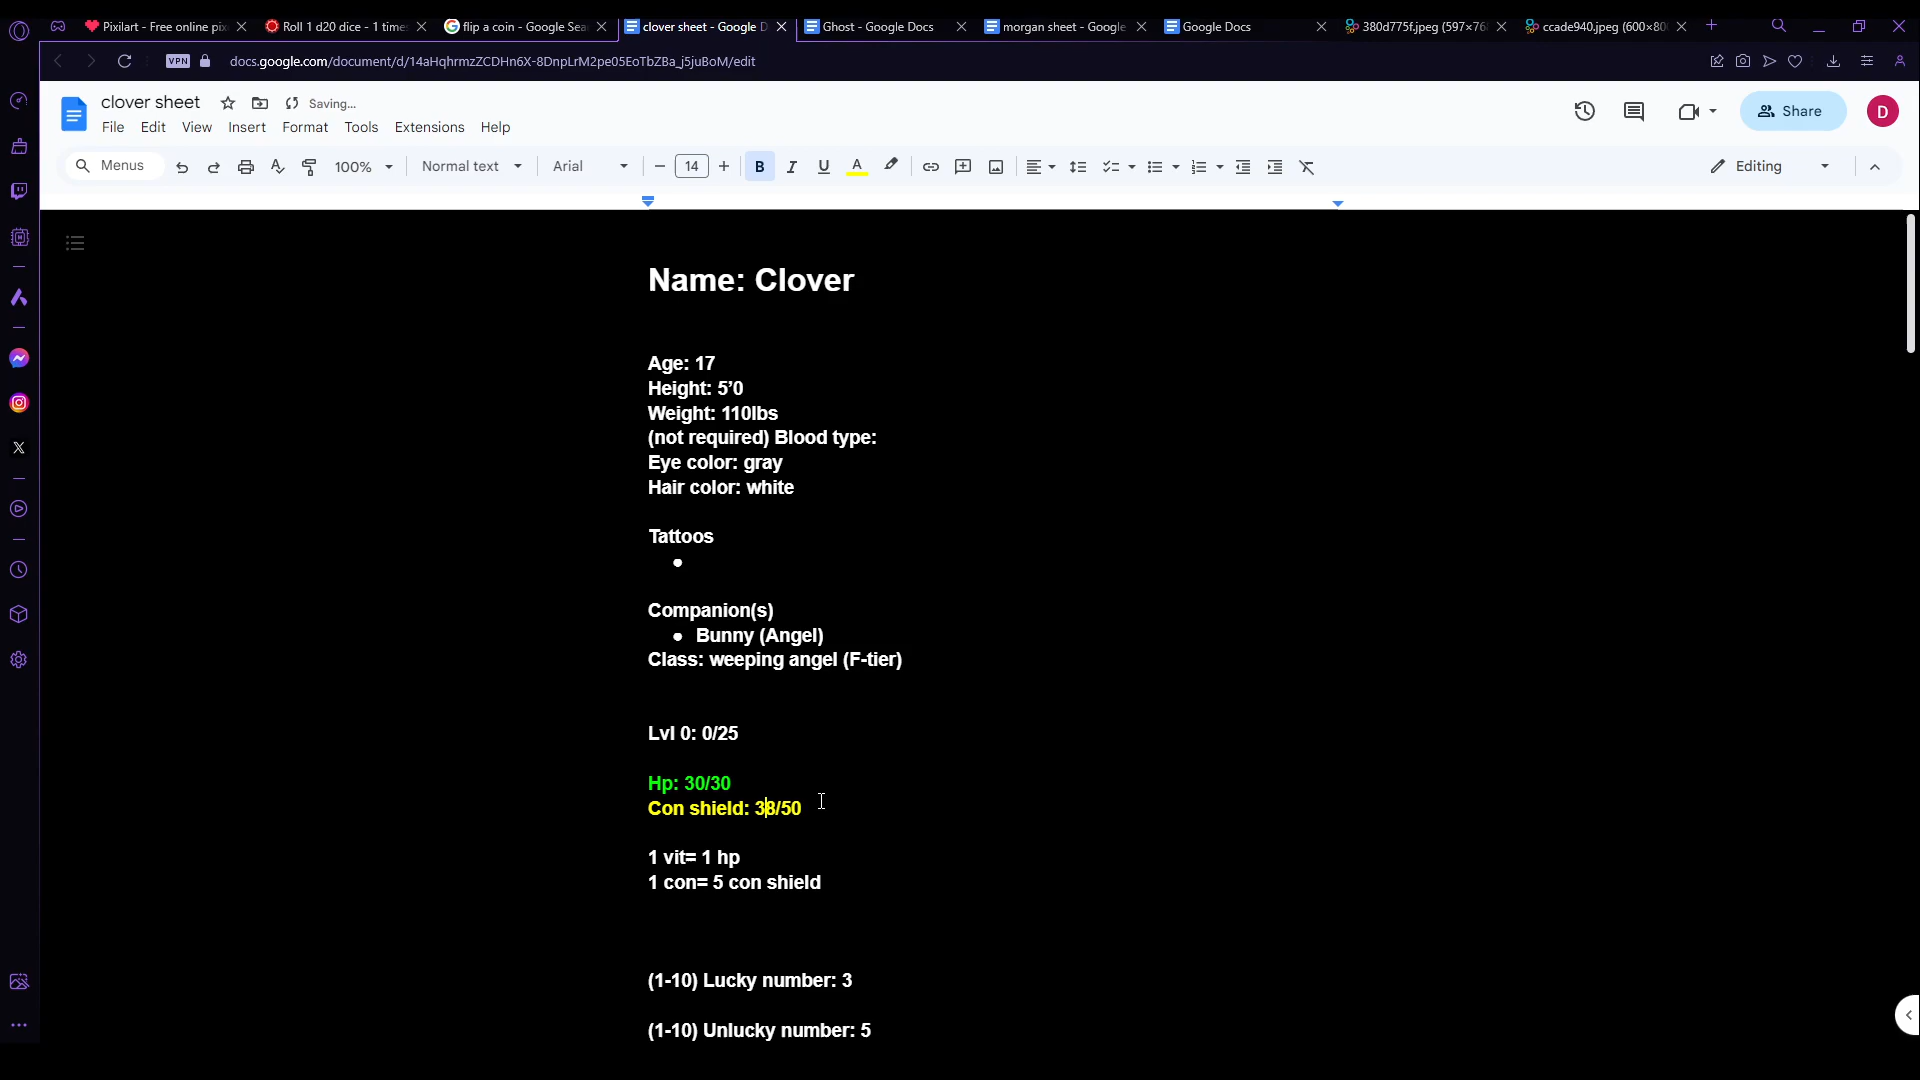 Pixilart - Free online pix
Roll 1 d20 dice - 1 time
flip a coin - Google Sea
clover sheet - Google D
Ghost - Google Docs
morgan sheet - Google
Google Docs
380d775f.jpeg (597×76
ccade940.jpeg (600×80
VPN
docs.google.com/document/d/14aHqhrmzZCDHn6X-8DnpLrM2pe05EoTbZBa_j5juBoM/edit
clover sheet
Saving...
File Edit View Insert Format Tools Extensions Help
Share
D
Menus
100%
Normal text
Arial
14
B
I
U
A
Editing
Name: Clover
Age: 17
Height: 5’0
Weight: 110lbs
(not required) Blood type:
Eye color: gray
Hair color: white
Tattoos
Companion(s)
Bunny (Angel)
Class: weeping angel (F-tier)
Lvl 0: 0/25
Hp: 30/30
Con shield: 38/50
1 vit= 1 hp
1 con= 5 con shield
(1-10) Lucky number: 3
(1-10) Unlucky number: 5